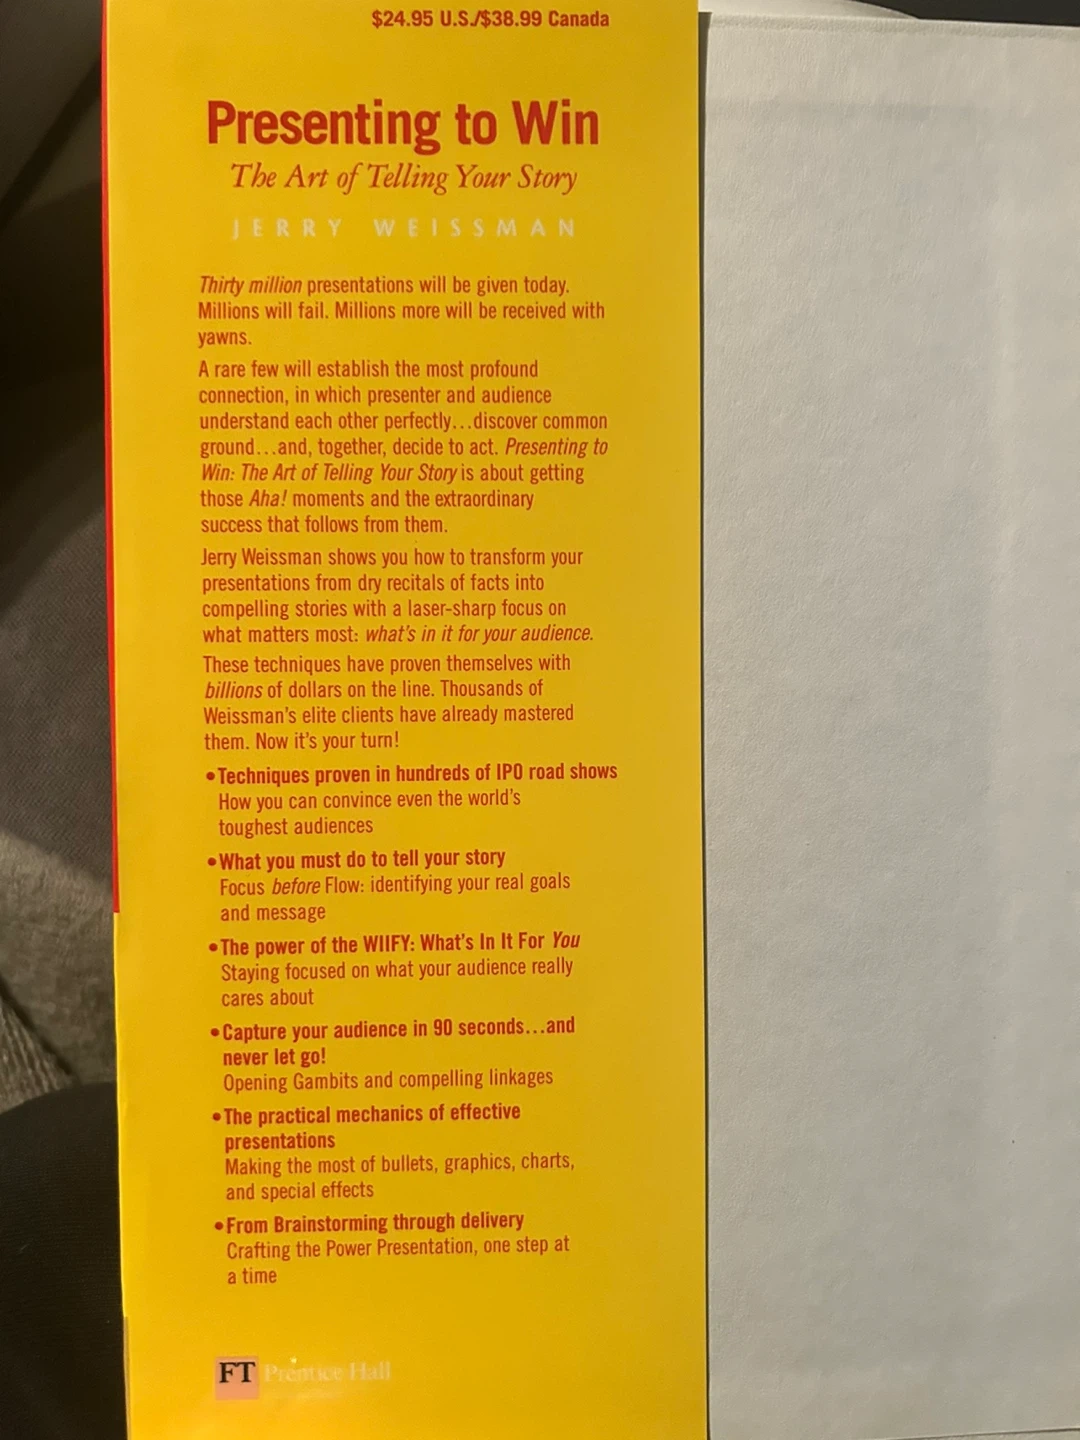 $24.95 U.S./$38.99 Canada
Presenting to Win
The Art of Telling Your Story
JERRY WEISSMAN
Thirty million presentations will be given today.
Millions will fail. Millions more will be received with
yawns.
A rare few will establish the most profound
connection, in which presenter and audience
understand each other perfectly…discover common
ground…and, together, decide to act. Presenting to
Win: The Art of Telling Your Story is about getting
those Aha! moments and the extraordinary
success that follows from them.
Jerry Weissman shows you how to transform your
presentations from dry recitals of facts into
compelling stories with a laser-sharp focus on
what matters most: what's in it for your audience.
These techniques have proven themselves with
billions of dollars on the line. Thousands of
Weissman's elite clients have already mastered
them. Now it's your turn!
•Techniques proven in hundreds of IPO road shows
How you can convince even the world's
toughest audiences
•What you must do to tell your story
Focus before Flow: identifying your real goals
and message
•The power of the WIIFY: What's In It For You
Staying focused on what your audience really
cares about
•Capture your audience in 90 seconds…and
never let go!
Opening Gambits and compelling linkages
•The practical mechanics of effective
presentations
Making the most of bullets, graphics, charts,
and special effects
•From Brainstorming through delivery
Crafting the Power Presentation, one step at
a time
FT Prentice Hall